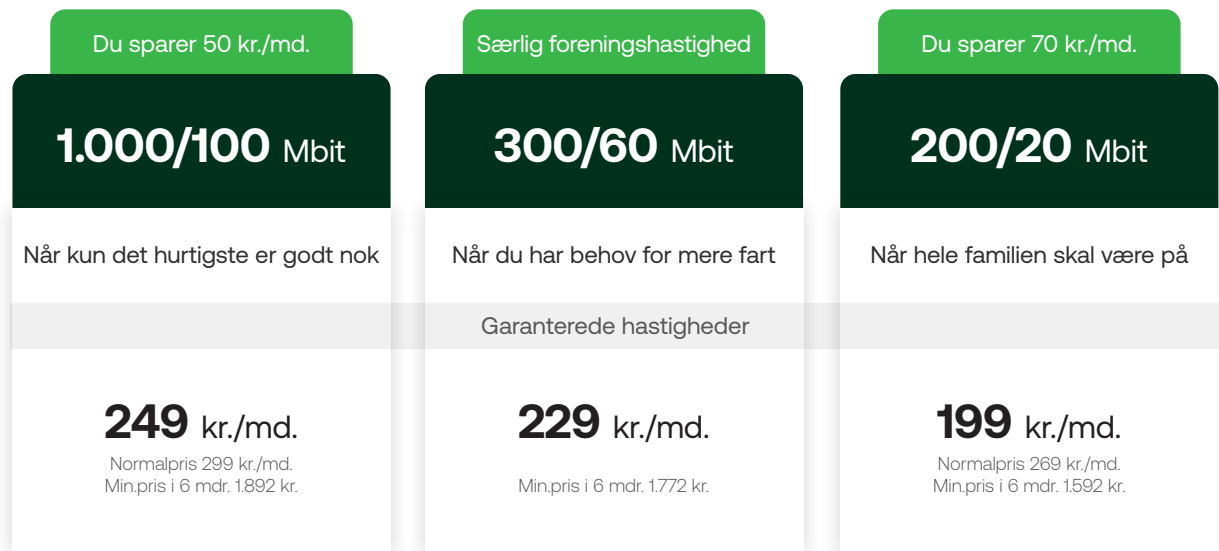 Du sparer 50 kr./md.
1.000/100 Mbit
Når kun det hurtigste er godt nok
Særlig foreningshastighed
300/60 Mbit
Når du har behov for mere fart
Du sparer 70 kr./md.
200/20 Mbit
Når hele familien skal være på
Garanterede hastigheder
249 kr./md.
Normalpris 299 kr./md.
Min.pris i 6 mdr. 1.892 kr.
229 kr./md.
Min.pris i 6 mdr. 1.772 kr.
199 kr./md.
Normalpris 269 kr./md.
Min.pris i 6 mdr. 1.592 kr.